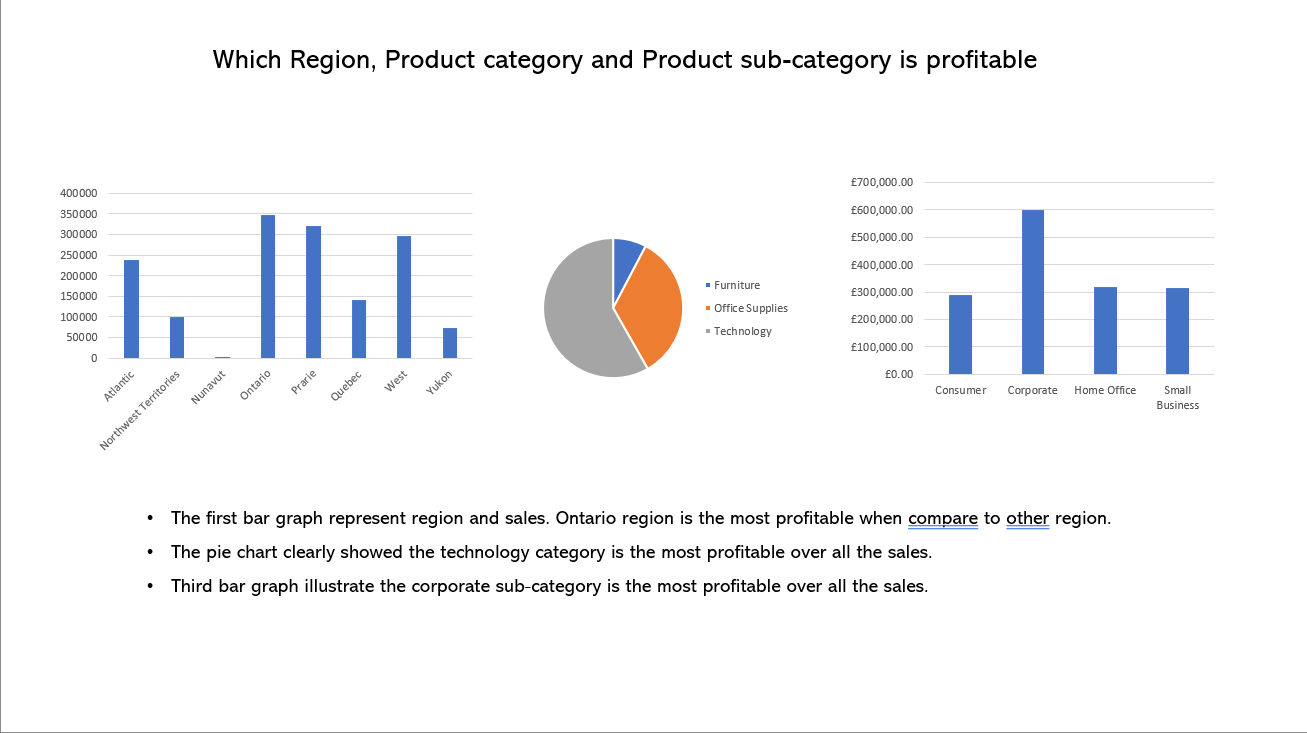 Which Region, Product category and Product sub-category is profitable
400000
350000
300000
250000
200000
150000
100000
50000
0
Atlantic
Northwest Territories
Nunavut
Ontario
Prarie
Quebec
West
Yukon
Furniture
Office Supplies
Technology
£700,000.00
£600,000.00
£500,000.00
£400,000.00
£300,000.00
£200,000.00
£100,000.00
£0.00
Consumer
Corporate
Home Office
Small
Business
• The first bar graph represent region and sales. Ontario region is the most profitable when compare to other region.
• The pie chart clearly showed the technology category is the most profitable over all the sales.
• Third bar graph illustrate the corporate sub-category is the most profitable over all the sales.